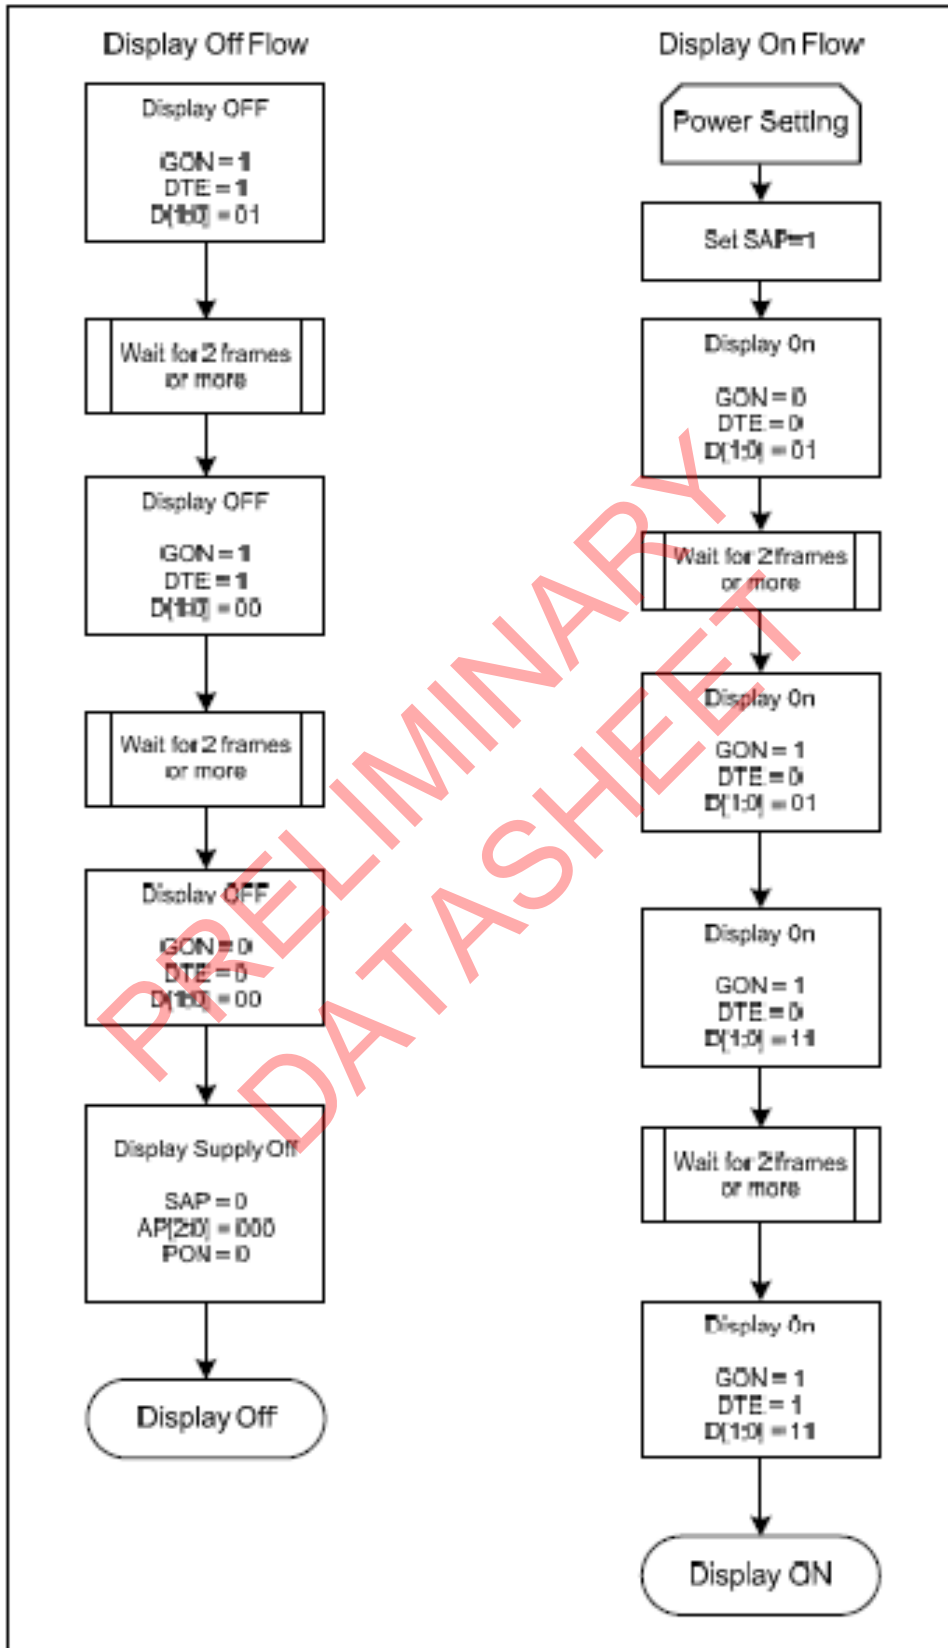 Display Off Flow
Display OFF
GON = 1
DTE = 1
D[1:0] = 01
Wait for 2 frames
or more
Display OFF
GON = 1
DTE = 1
D[1:0] = 00
Wait for 2 frames
or more
Display OFF
GON = 0
DTE = 0
D[1:0] = 00
Display Supply Off
SAP = 0
AP[2:0] = 000
PON = 0
Display Off
Display On Flow
Power Setting
Set SAP=1
Display On
GON = 0
DTE = 0
D[1:0] = 01
Wait for 2 frames
or more
Display On
GON = 1
DTE = 0
D[1:0] = 01
Display On
GON = 1
DTE = 0
D[1:0] = 11
Wait for 2 frames
or more
Display On
GON = 1
DTE = 1
D[1:0] = 11
Display ON
PRELIMINARY
DATASHEET